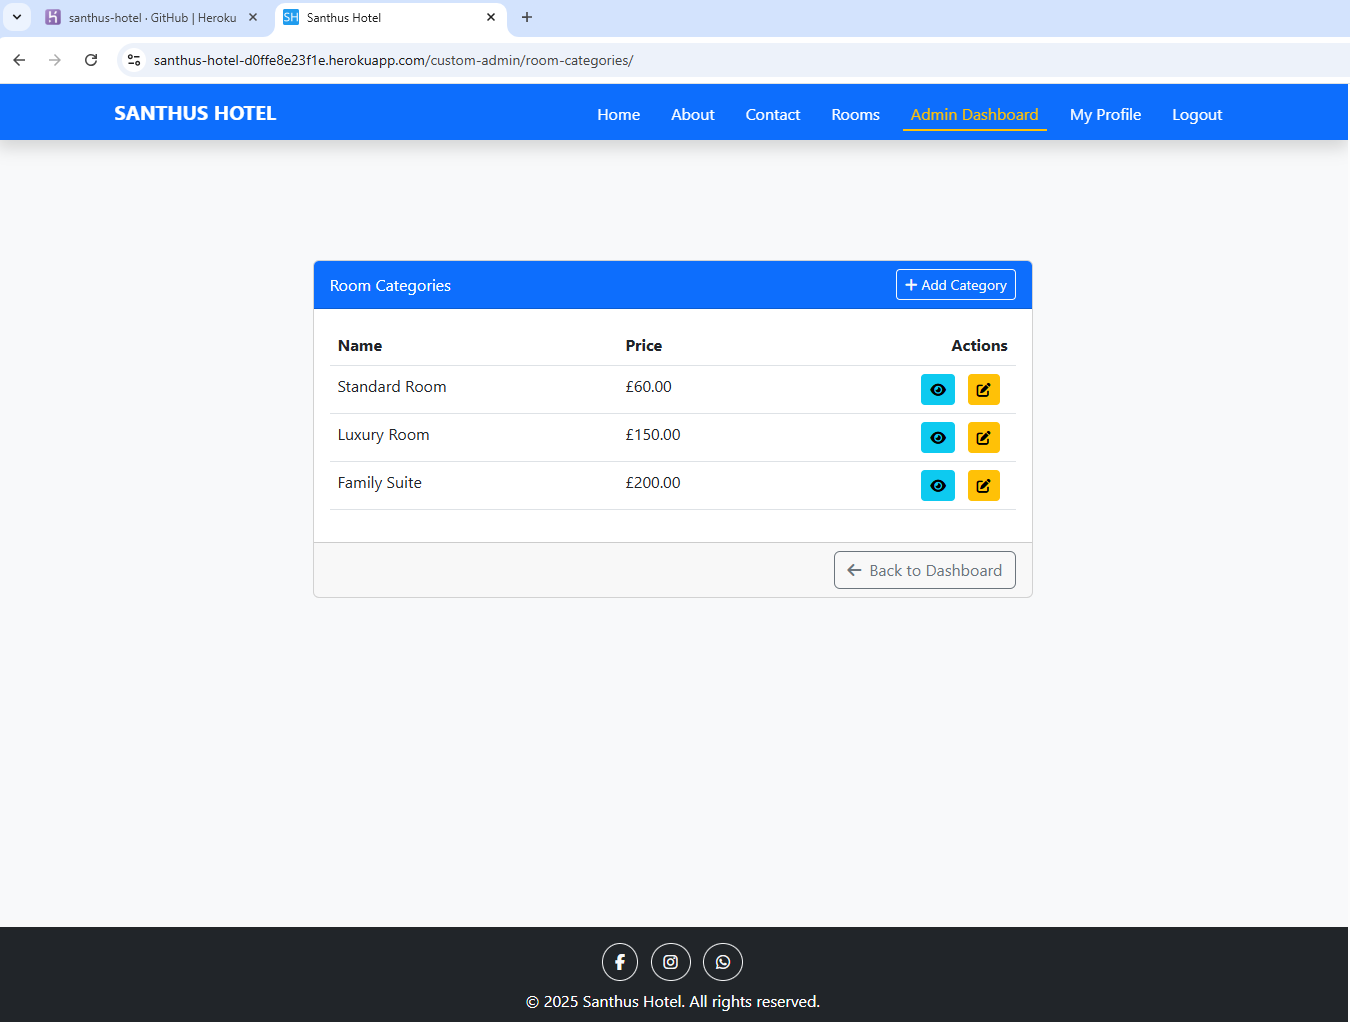 santhus-hotel · GitHub | Heroku
SH Santhus Hotel
santhus-hotel-d0ffe8e23f1e.herokuapp.com/custom-admin/room-categories/
SANTHUS HOTEL Home About Contact Rooms Admin Dashboard My Profile Logout
Room Categories Add Category
Name Price Actions
Standard Room £60.00
Luxury Room £150.00
Family Suite £200.00
Back to Dashboard
© 2025 Santhus Hotel. All rights reserved.